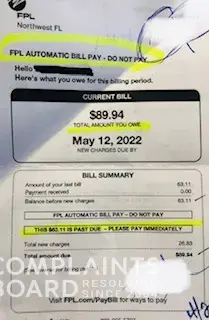 FPL
Northwest FL
FPL AUTOMATIC BILL PAY - DO NOT PAY
Hello
Here's what you owe for this billing period.
CURRENT BILL
$89.94
TOTAL AMOUNT YOU OWE
May 12, 2022
NEW CHARGES DUE BY
BILL SUMMARY
Amount of your last bill 63.11
Payment received 0.00
Balance before new charges 63.11
FPL AUTOMATIC BILL PAY - DO NOT PAY
THIS $63.11 IS PAST DUE - PLEASE PAY IMMEDIATELY
Total new charges 26.83
Total amount you owe $89.94
COMPLAINTS
BOARD RESOLVING
SINCE
Visit FPL.com/PayBill for ways to pay